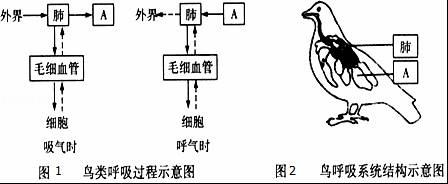 外界 肺 A
毛细血管
细胞
吸气时
外界 肺 A
毛细血管
细胞
呼气时
图 1 鸟类呼吸过程示意图
肺
A
图2 鸟呼吸系统结构示意图